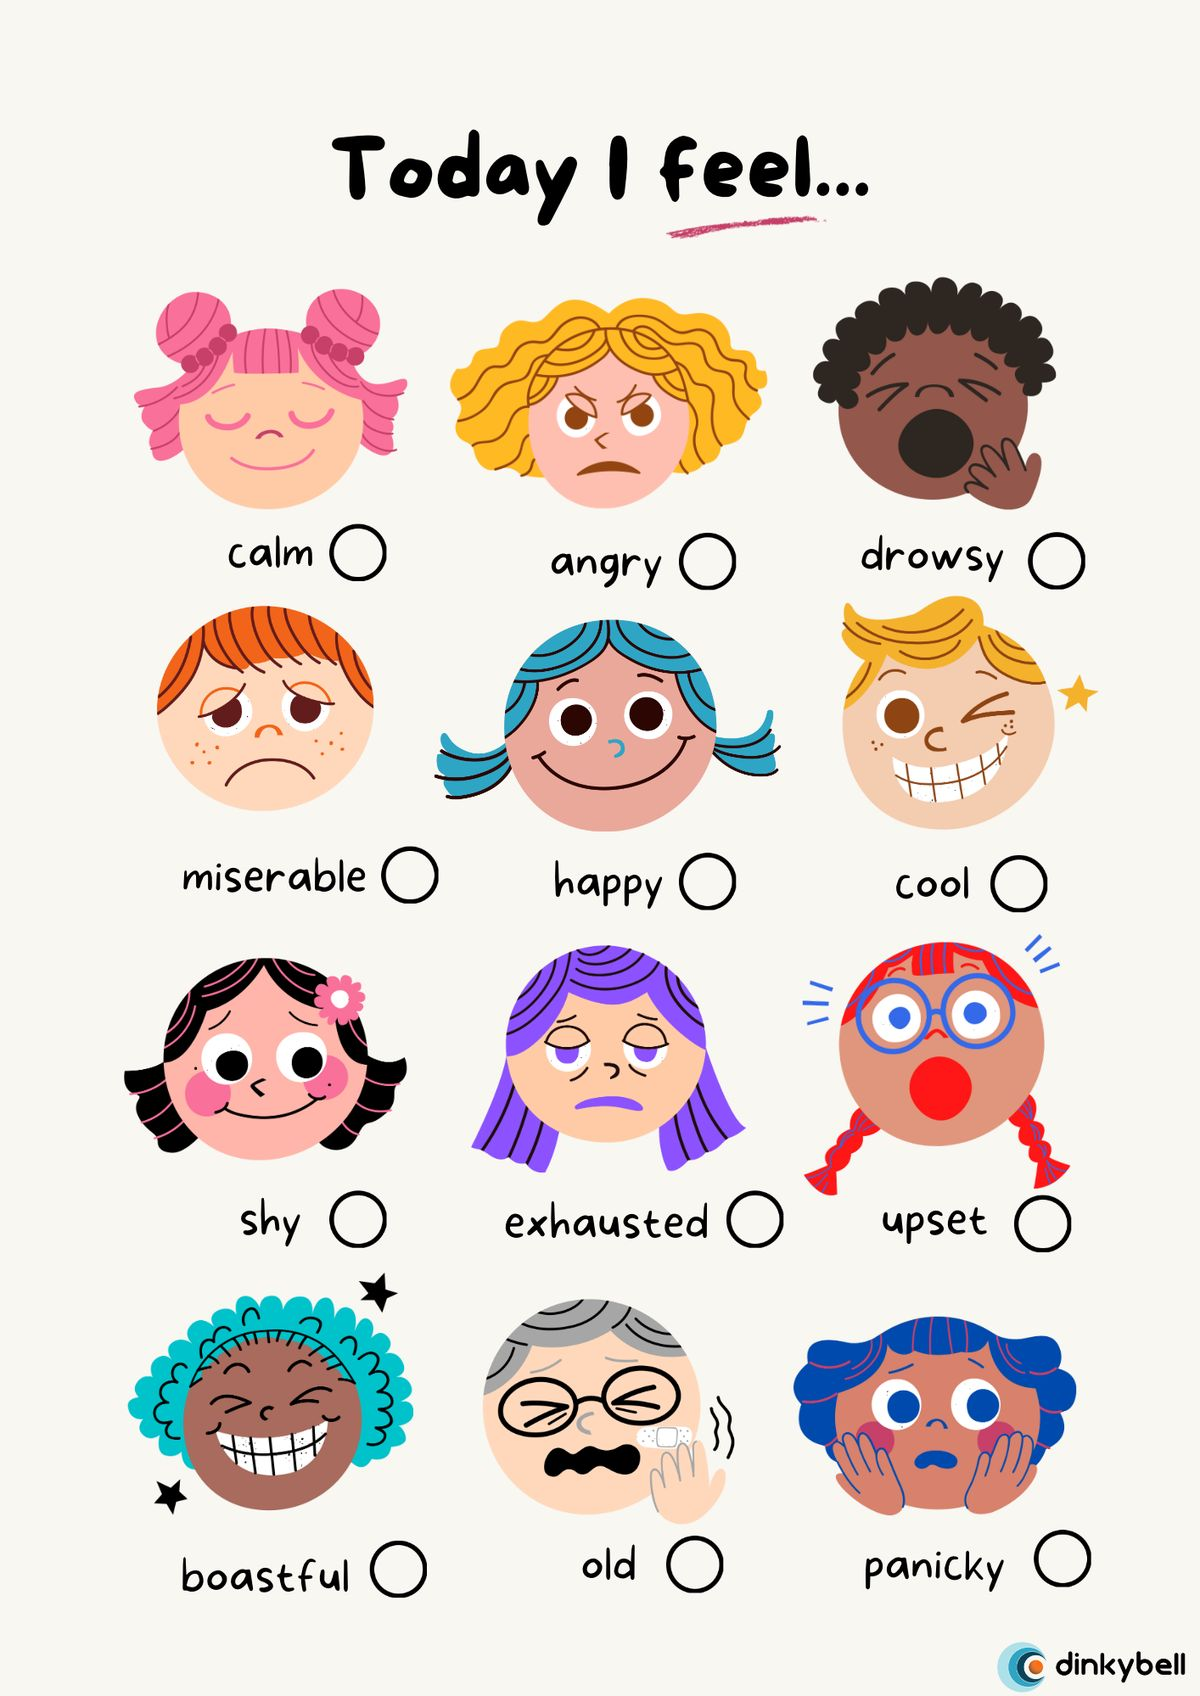 Today I feel...
calm
angry
drowsy
miserable
happy
cool
shy
exhausted
upset
boastful
old
panicky
dinkybell